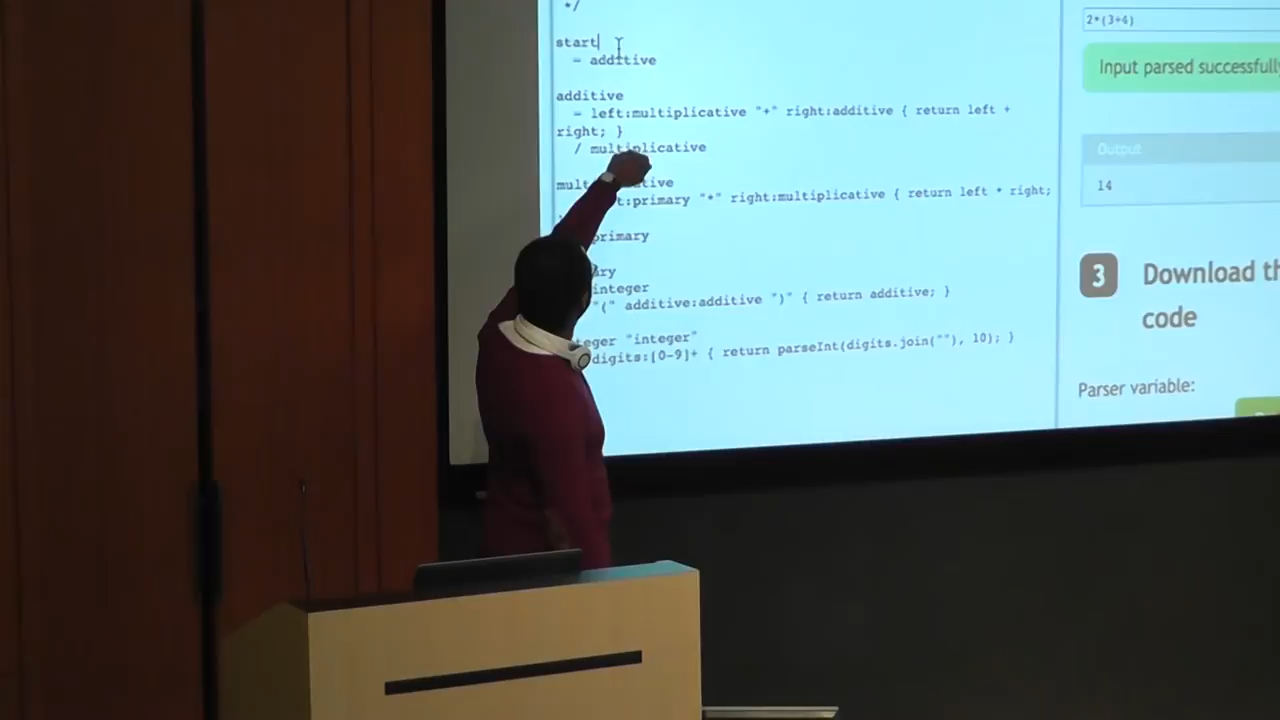 */
start
= additive
additive
= left:multiplicative "+" right:additive { return left +
right; }
/ multiplicative
:primary "*" right:multiplicative { return left * right;
primary
integer
"(" additive:additive ")" { return additive; }
"integer"
digits:[0-9]+ { return parseInt(digits.join(""), 10); }
2*(3+4)
Input parsed successfully
Output
14
3 Download
code
Parser variable: